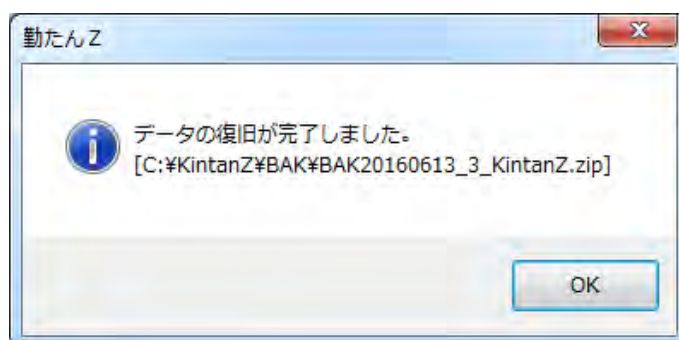 勤たんZ
データの復旧が完了しました。
[C:¥KintanZ¥BAK¥BAK20160613_3_KintanZ.zip]
OK